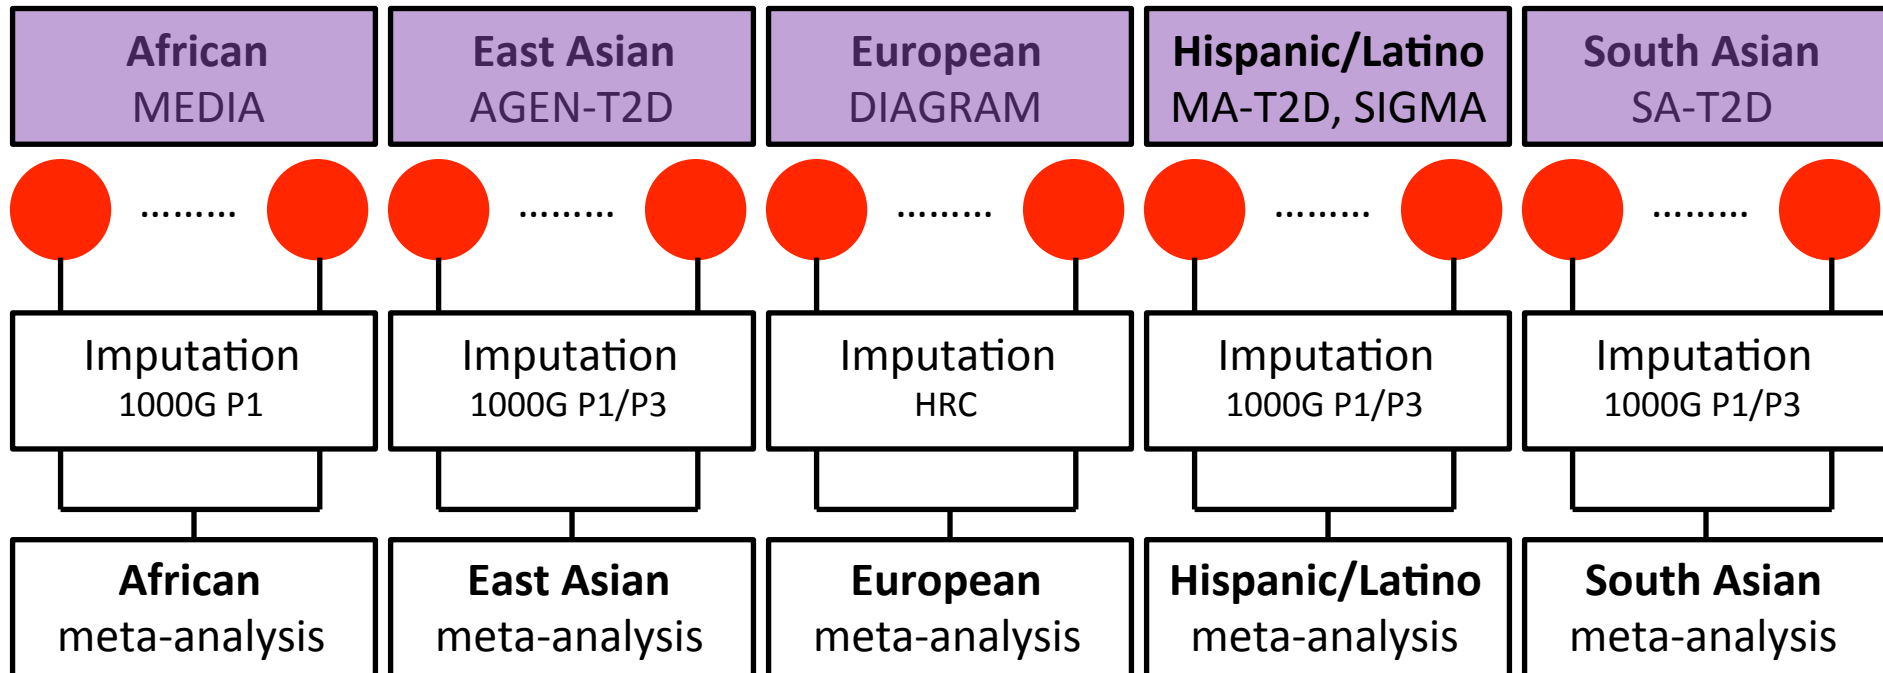 African
MEDIA
East Asian
AGEN-T2D
European
DIAGRAM
Hispanic/Latino
MA-T2D, SIGMA
South Asian
SA-T2D
.........
.........
.........
.........
.........
Imputation
1000G P1
Imputation
1000G P1/P3
Imputation
HRC
Imputation
1000G P1/P3
Imputation
1000G P1/P3
African
meta-analysis
East Asian
meta-analysis
European
meta-analysis
Hispanic/Latino
meta-analysis
South Asian
meta-analysis